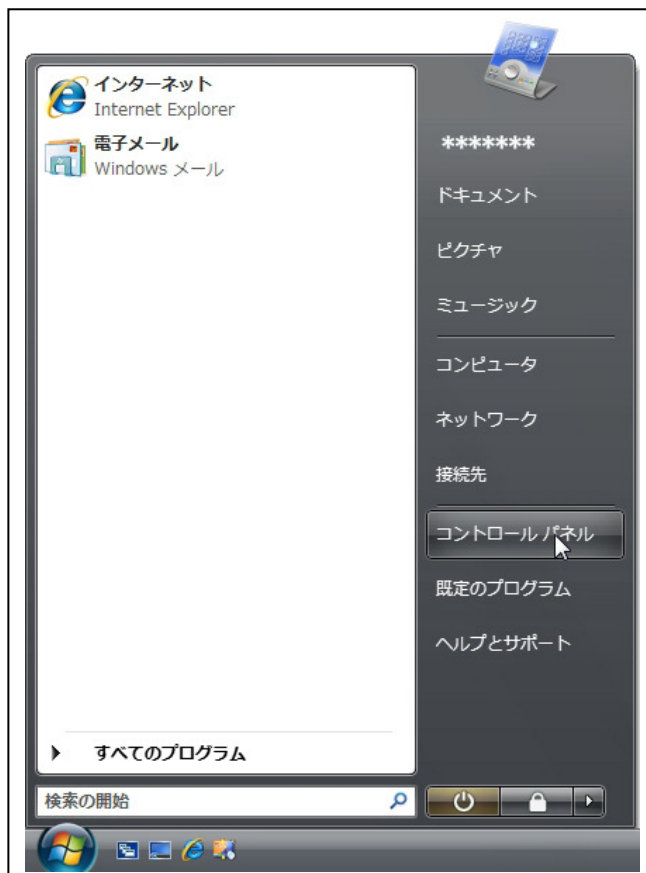 インターネット
Internet Explorer
電子メール
Windows メール
すべてのプログラム
検索の開始
*******
ドキュメント
ピクチャ
ミュージック
コンピュータ
ネットワーク
接続先
コントロール パネル
既定のプログラム
ヘルプとサポート